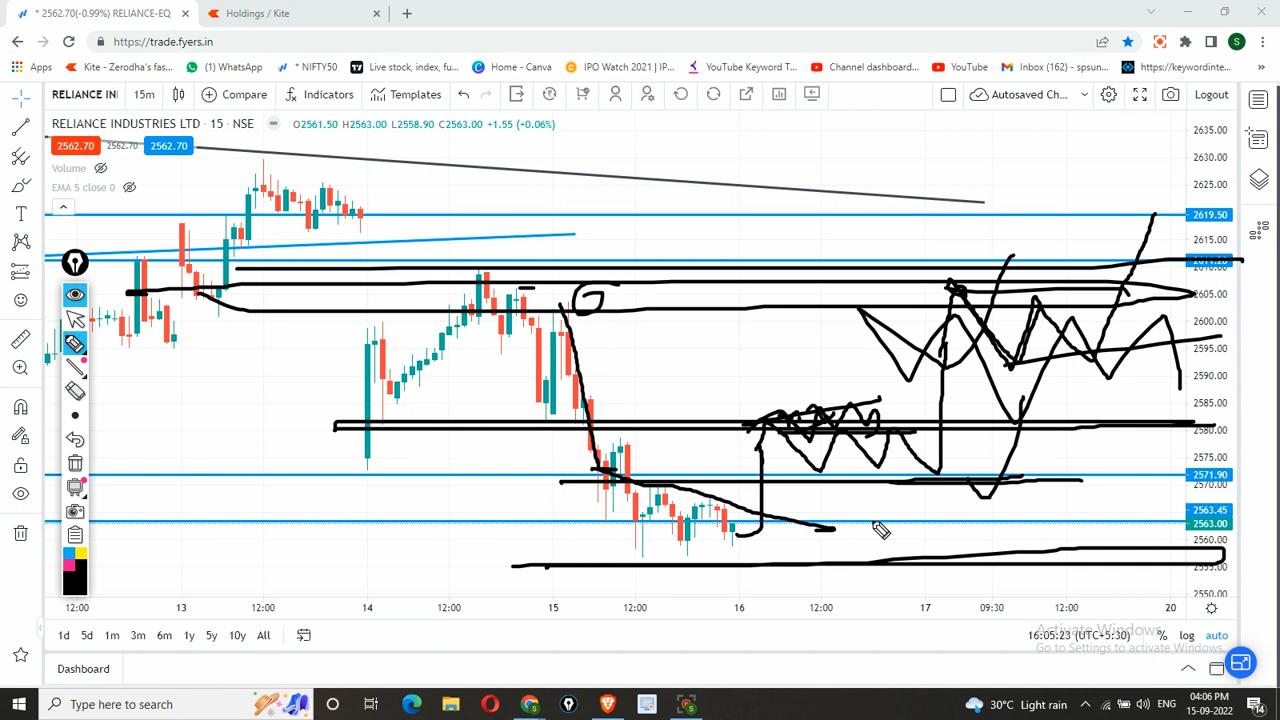 * 2562.70(-0.99%) RELIANCE-EQ
Holdings / Kite
https://trade.fyers.in
Apps
Kite - Zerodha's fas...
(1) WhatsApp
* NIFTY50
Live stock, index, fu...
Home - Canva
IPO Watch 2021 | IP...
YouTube Keyword T...
Channel dashboard...
YouTube
Inbox (162) - spsun...
https://keywordinte...
»
RELIANCE IN
15m
Compare
Indicators
Templates
Autosaved Ch...
Logout
RELIANCE INDUSTRIES LTD · 15 · NSE
O2561.50 H2563.00 L2558.90 C2563.00 +1.55 (+0.06%)
2562.70
2562.70
2562.70
Volume
EMA 5 close 0
2635.00
2630.00
2625.00
2619.50
2615.00
2610.00
2605.00
2600.00
2595.00
2590.00
2585.00
2580.00
2575.00
2571.90
2570.00
2563.45
2563.00
2560.00
2555.00
2550.00
12:00
13
12:00
14
12:00
15
12:00
16
12:00
17
09:30
12:00
20
1d
5d
1m
3m
6m
1y
5y
10y
All
16:05:23 (UTC+5:30)
%
log
auto
Activate Windows
Go to Settings to activate Windows.
Dashboard
Type here to search
30°C Light rain
ENG
04:06 PM
15-09-2022
14